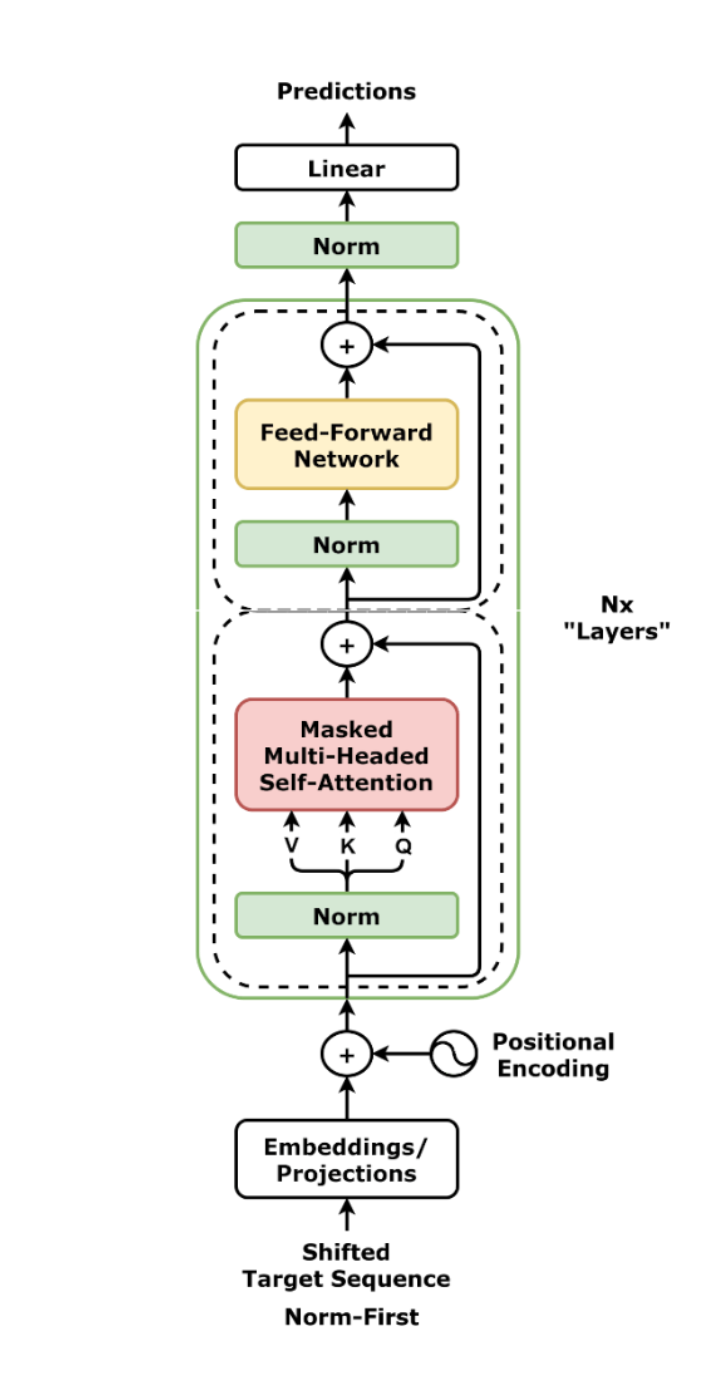 Predictions
Linear
Norm
+
Feed-Forward
Network
Norm
Nx
"Layers"
+
Masked
Multi-Headed
Self-Attention
V K Q
Norm
+
Positional
Encoding
Embeddings/
Projections
Shifted
Target Sequence
Norm-First